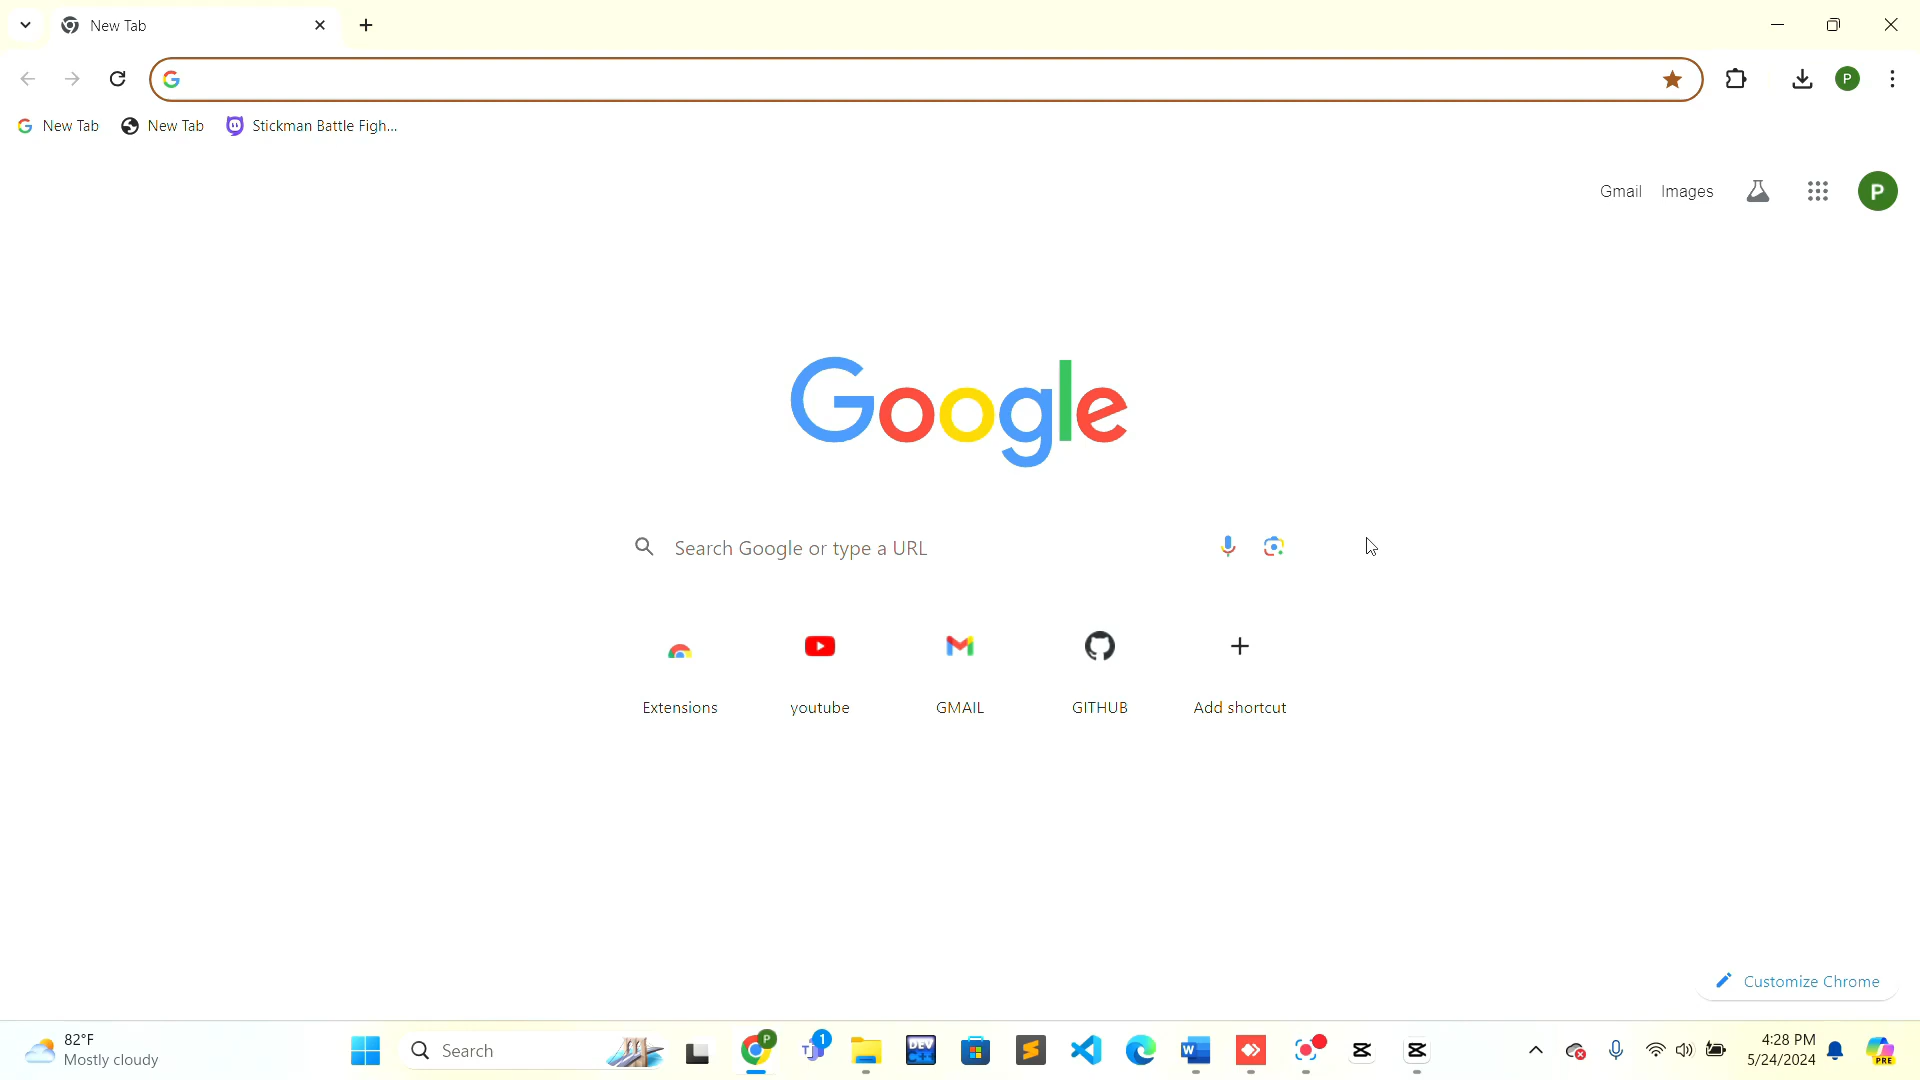 New Tab
New Tab New Tab Stickman Battle Figh...
Gmail Images P
Google
Search Google or type a URL
Extensions youtube GMAIL GITHUB Add shortcut
Customize Chrome
82°F
Mostly cloudy
Search
4:28 PM
5/24/2024